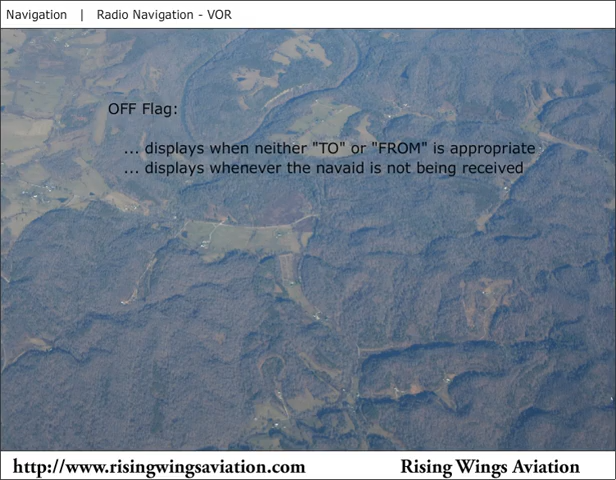 Navigation | Radio Navigation - VOR
OFF Flag:
... displays when neither "TO" or "FROM" is appropriate
... displays whenever the navaid is not being received
http://www.risingwingsaviation.com Rising Wings Aviation